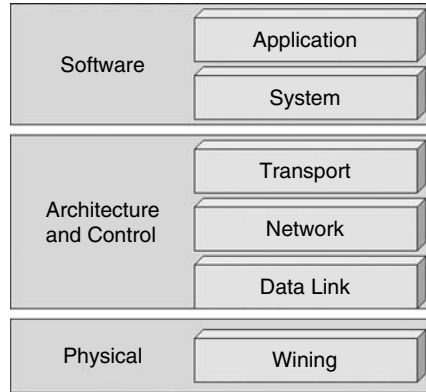 Software
Application
System
Architecture
and Control
Transport
Network
Data Link
Physical
Wining